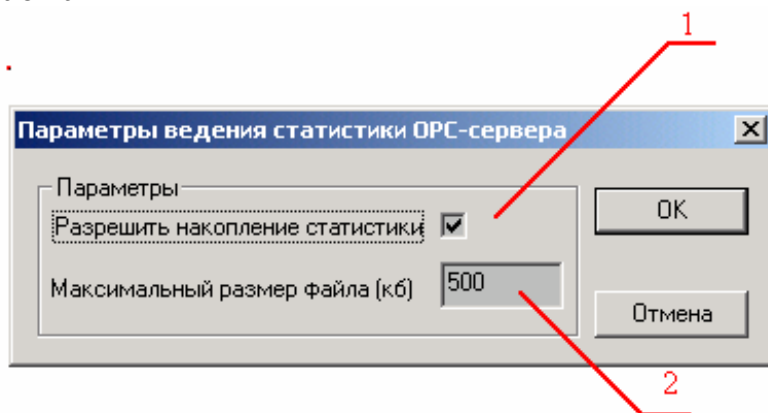 1
Параметры ведения статистики OPC-сервера
Параметры
Разрешить накопление статистики
OK
Максимальный размер файла (кб)
500
Отмена
2